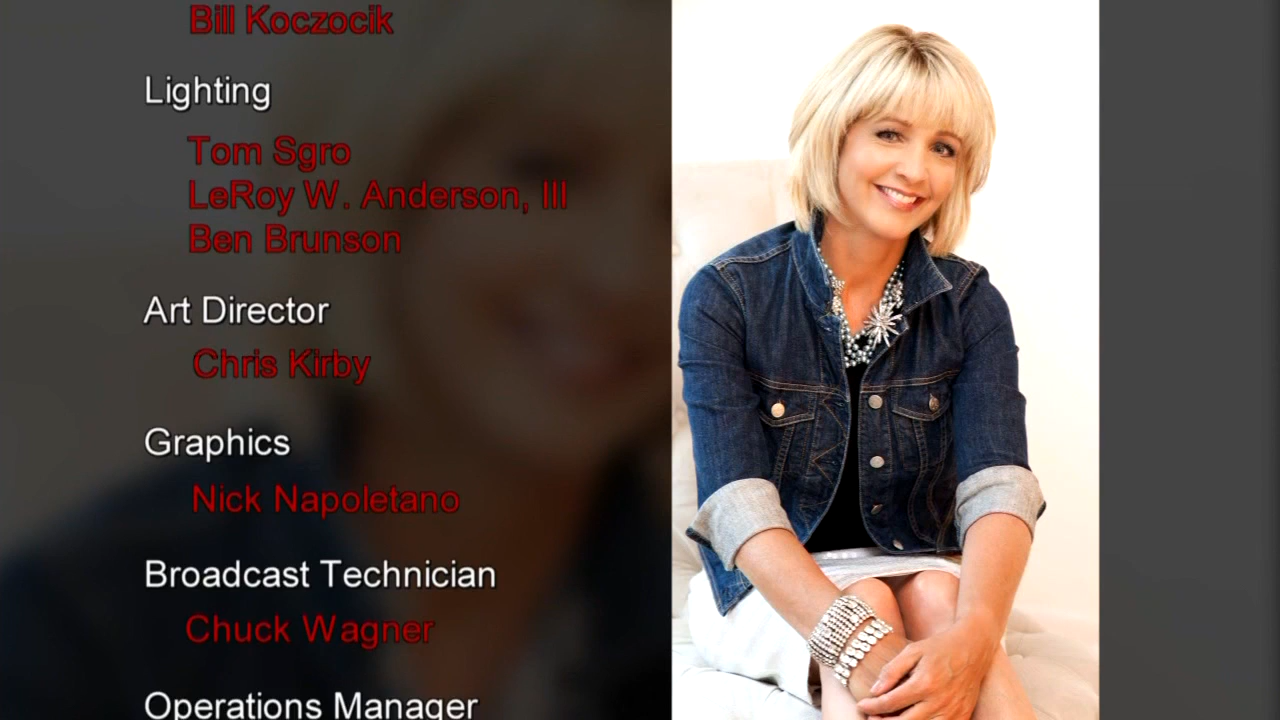 Bill Koczocik
Lighting
Tom Sgro
LeRoy W. Anderson, III
Ben Brunson
Art Director
Chris Kirby
Graphics
Nick Napoletano
Broadcast Technician
Chuck Wagner
Operations Manager